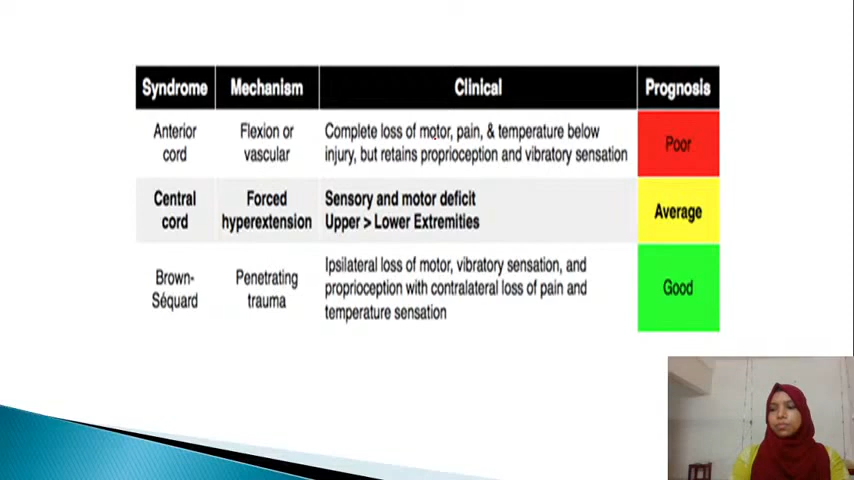 Syndrome Mechanism Clinical Prognosis
Anterior cord Flexion or vascular Complete loss of motor, pain, & temperature below injury, but retains proprioception and vibratory sensation Poor
Central cord Forced hyperextension Sensory and motor deficit Upper > Lower Extremities Average
Brown-Séquard Penetrating trauma Ipsilateral loss of motor, vibratory sensation, and proprioception with contralateral loss of pain and temperature sensation Good